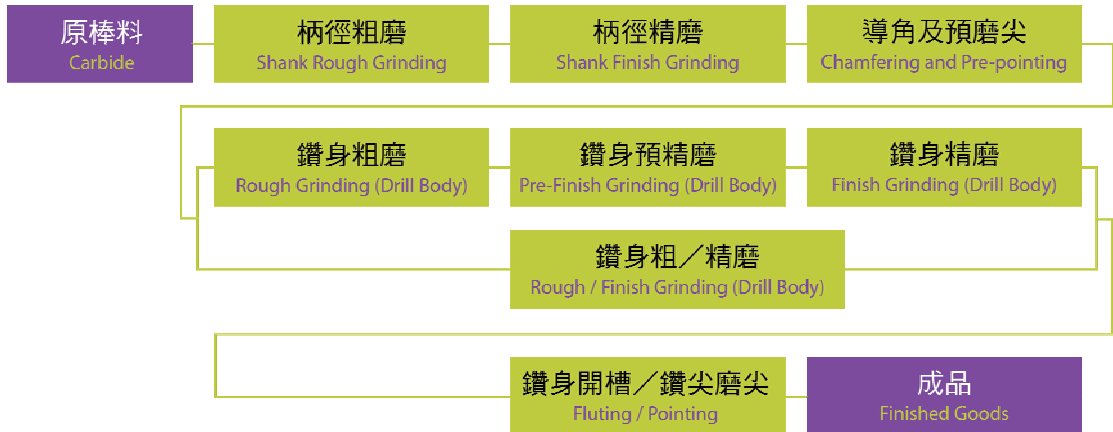 原棒料
Carbide
柄徑粗磨
Shank Rough Grinding
柄徑精磨
Shank Finish Grinding
導角及預磨尖
Chamfering and Pre-pointing
鑽身粗磨
Rough Grinding (Drill Body)
鑽身預精磨
Pre-Finish Grinding (Drill Body)
鑽身精磨
Finish Grinding (Drill Body)
鑽身粗／精磨
Rough / Finish Grinding (Drill Body)
鑽身開槽／鑽尖磨尖
Fluting / Pointing
成品
Finished Goods